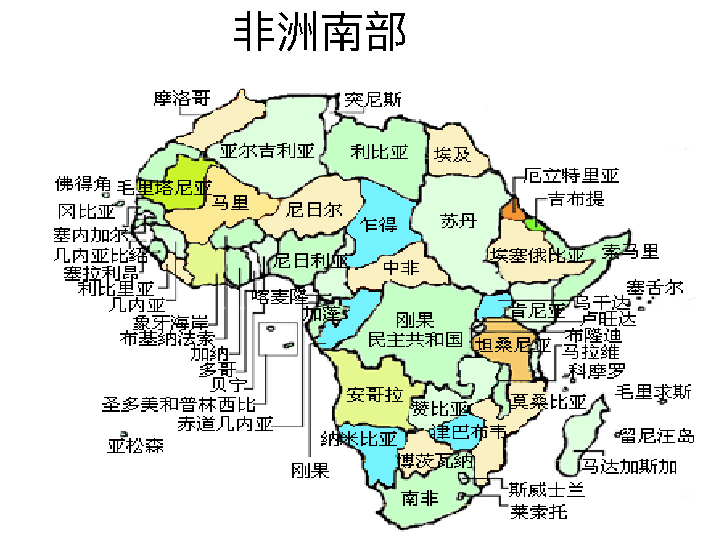 非洲南部
摩洛哥
突尼斯
亚尔吉利亚
利比亚
埃及
佛得角
毛里塔尼亚
厄立特里亚
冈比亚
马里
尼日尔
乍得
苏丹
吉布提
塞内加尔
几内亚比绍
尼日利亚
中非
埃塞俄比亚
索马里
塞拉利昂
利比里亚
几内亚
喀麦隆
加蓬
刚果
民主共和国
肯尼亚
乌干达
塞舌尔
卢旺达
象牙海岸
布基纳法索
坦桑尼亚
布隆迪
加纳
马拉维
多哥
科摩罗
贝宁
圣多美和普林西比
安哥拉
赞比亚
莫桑比亚
毛里求斯
赤道几内亚
纳米比亚
津巴布韦
留尼汪岛
亚松森
刚果
博茨瓦纳
马达加斯加
南非
斯威士兰
莱索托